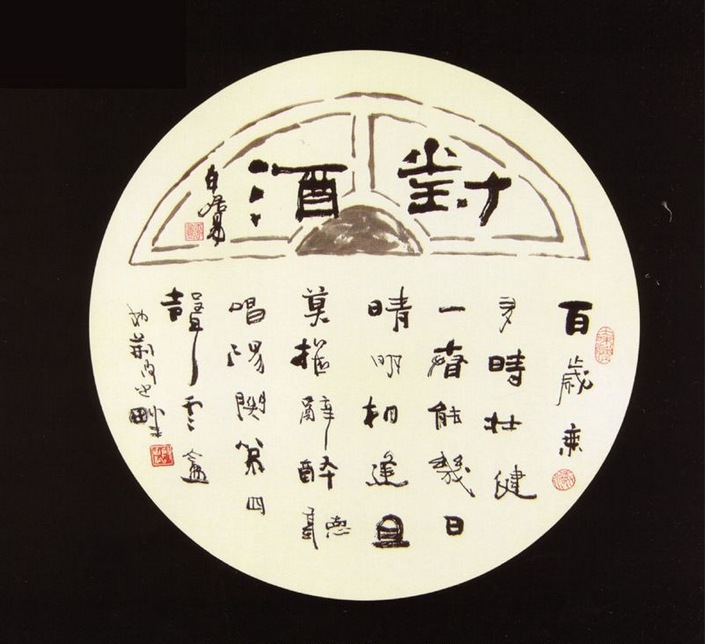 對酒
白居易
百歲無
多時壯健
一春能幾日
晴明相逢且
莫推辭醉聽
唱陽關第四
聲